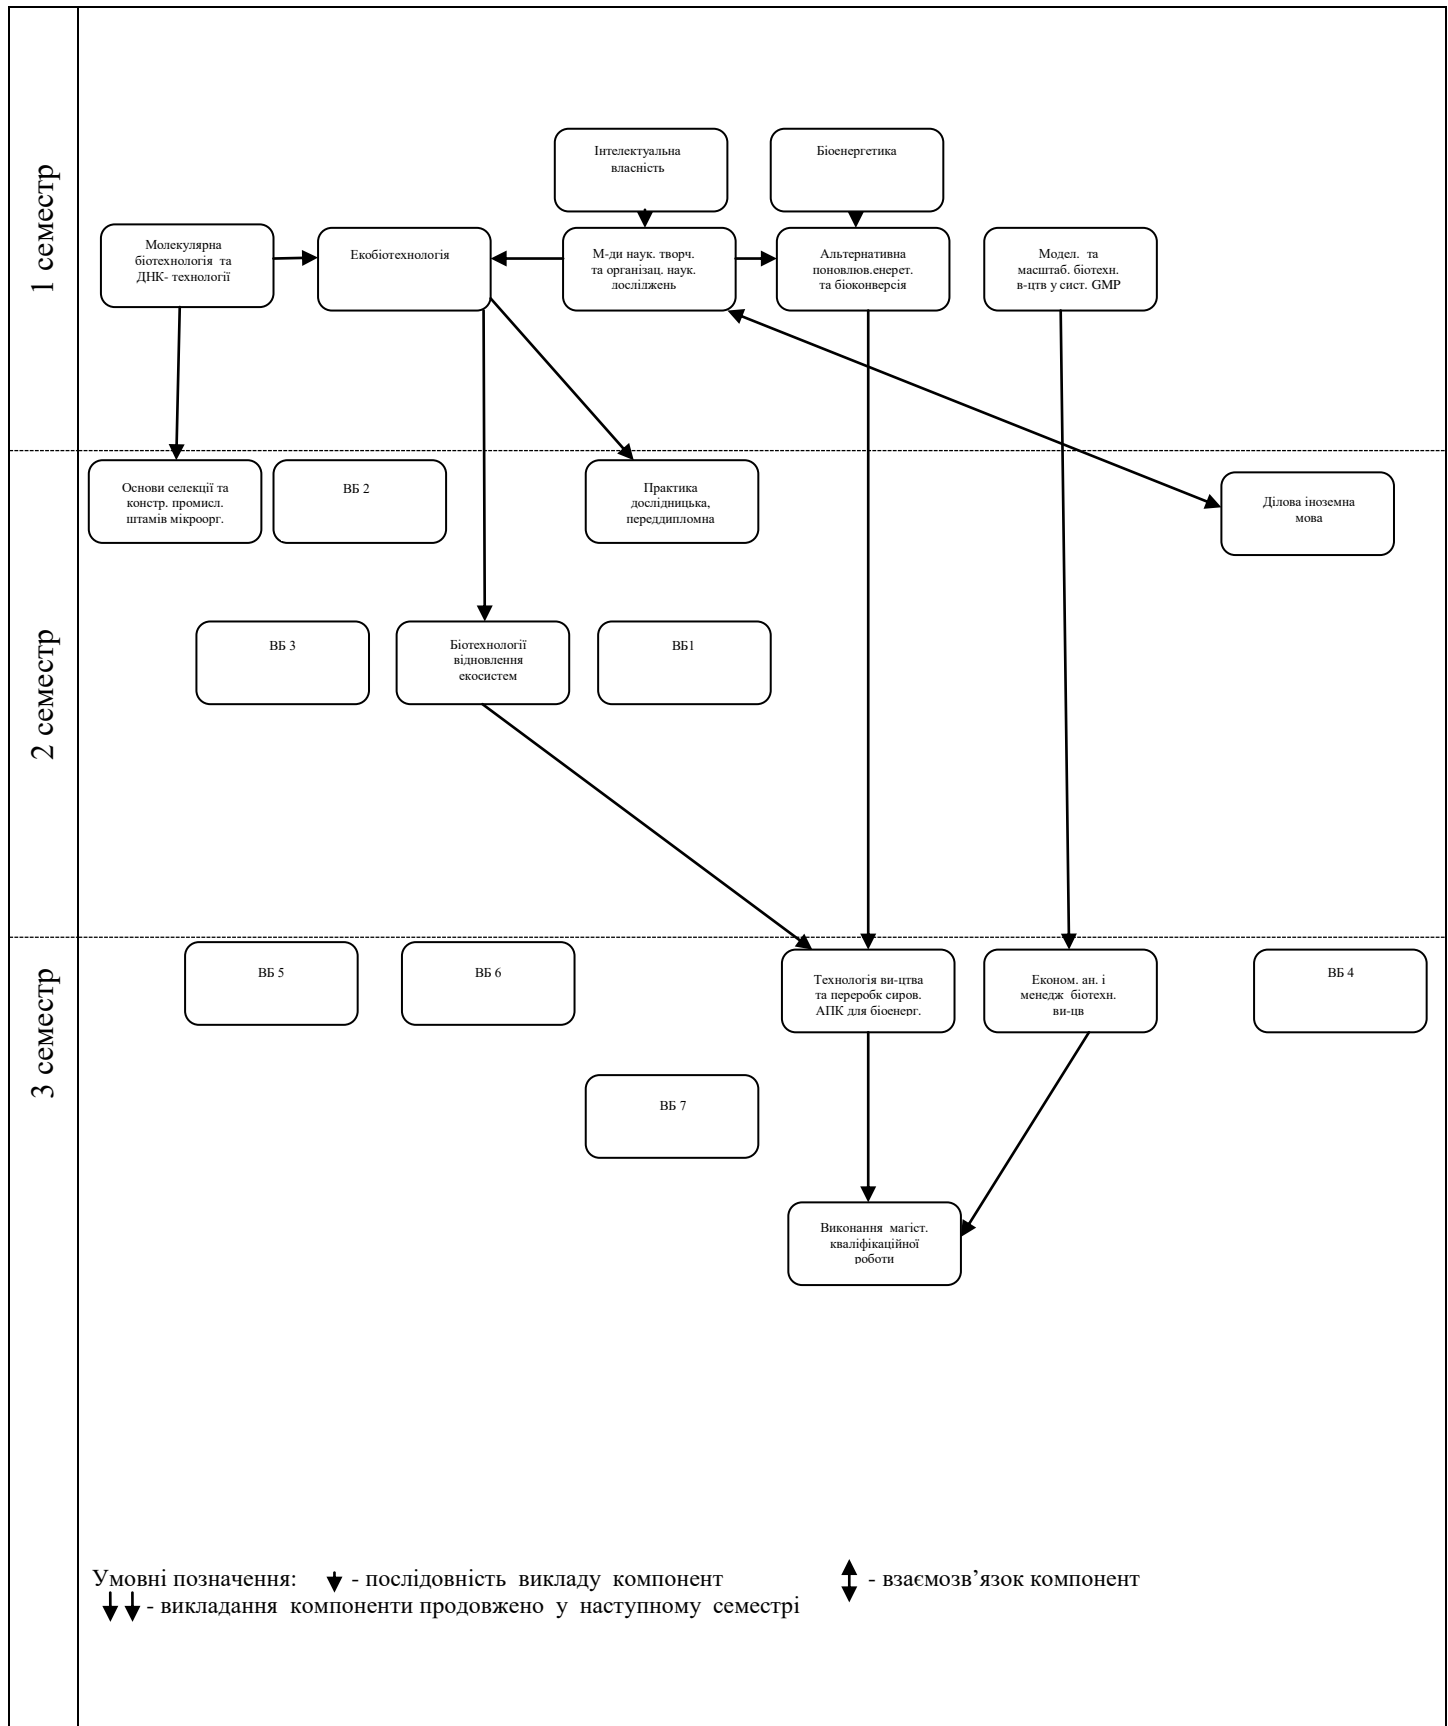 1 семестр
Інтелектуальна
власність
Біоенергетика
Молекулярна
біотехнологія та
ДНК- технології
Екобіотехнологія
М-ди наук. творч.
та організац. наук.
досліджень
Альтернативна
поновлюв.енерет.
та біоконверсія
Модел. та
масштаб. біотехн.
в-цтв у сист. GMP
2 семестр
Основи селекції та
констр. промисл.
штамів мікроорг.
ВБ 2
Практика
дослідницька,
переддипломна
Ділова іноземна
мова
ВБ 3
Біотехнології
відновлення
екосистем
ВБ1
3 семестр
ВБ 5
ВБ 6
Технологія ви-цтва
та переробк сиров.
АПК для біоенерг.
Економ. ан. і
менедж біотехн.
ви-цв
ВБ 4
ВБ 7
Виконання магіст.
кваліфікаційної
роботи
Умовні позначення: - послідовність викладу компонент - взаємозв’язок компонент
- викладання компоненти продовжено у наступному семестрі